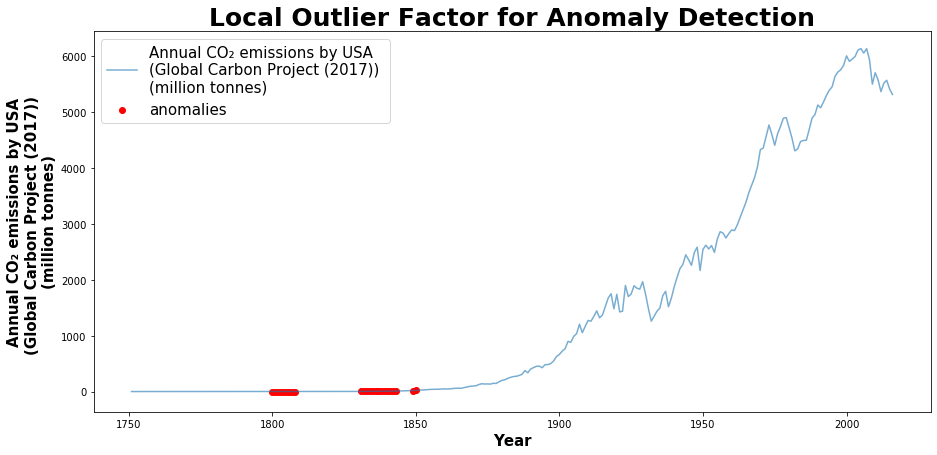 Local Outlier Factor for Anomaly Detection
Annual CO₂ emissions by USA
(Global Carbon Project (2017))
(million tonnes)
anomalies
Annual CO₂ emissions by USA
(Global Carbon Project (2017))
(million tonnes)
6000
5000
4000
3000
2000
1000
0
1750
1800
1850
1900
1950
2000
Year